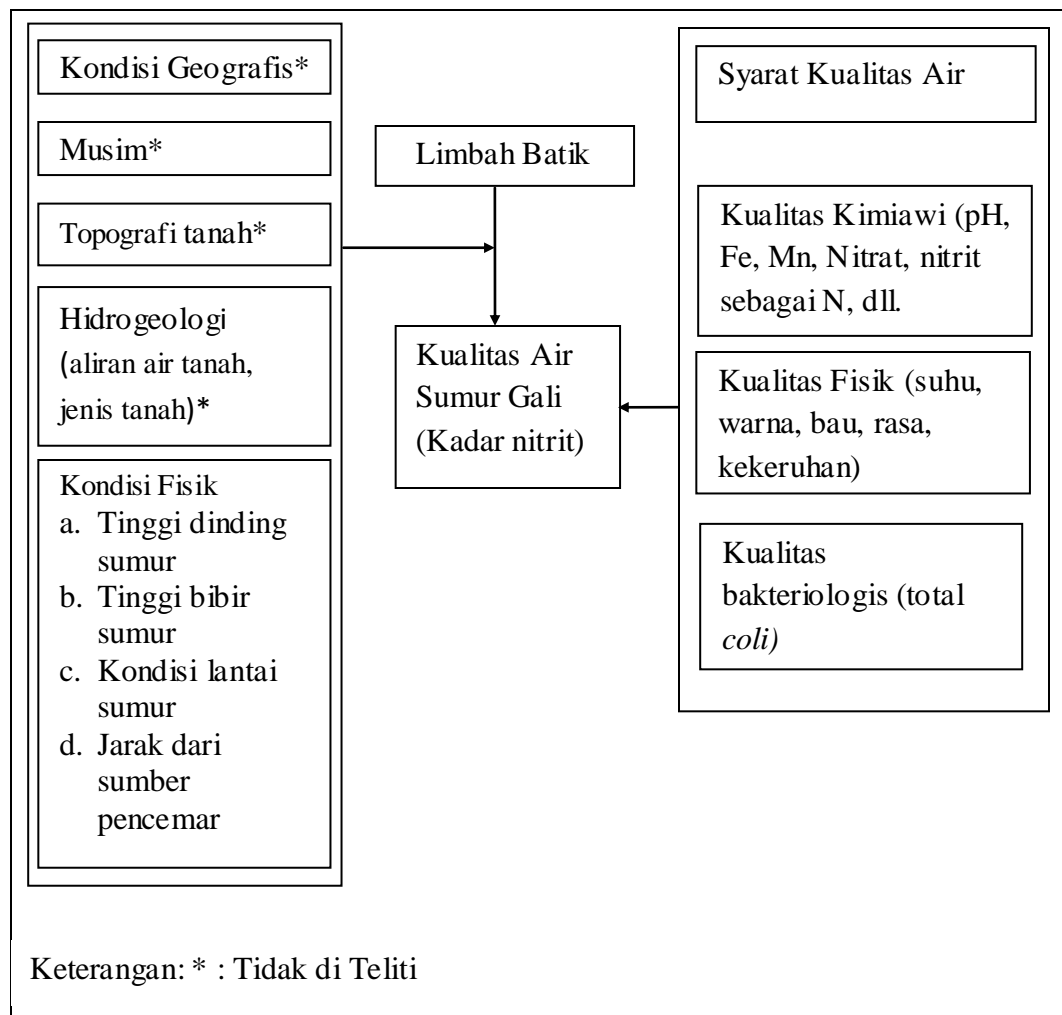 Kondisi Geografis*
Musim*
Topografi tanah*
Hidrogeologi
(aliran air tanah,
jenis tanah)*
Kondisi Fisik
a. Tinggi dinding
sumur
b. Tinggi bibir
sumur
c. Kondisi lantai
sumur
d. Jarak dari
sumber
pencemar
Limbah Batik
Kualitas Air
Sumur Gali
(Kadar nitrit)
Syarat Kualitas Air
Kualitas Kimiawi (pH,
Fe, Mn, Nitrat, nitrit
sebagai N, dll.
Kualitas Fisik (suhu,
warna, bau, rasa,
kekeruhan)
Kualitas
bakteriologis (total
coli)
Keterangan: * : Tidak di Teliti